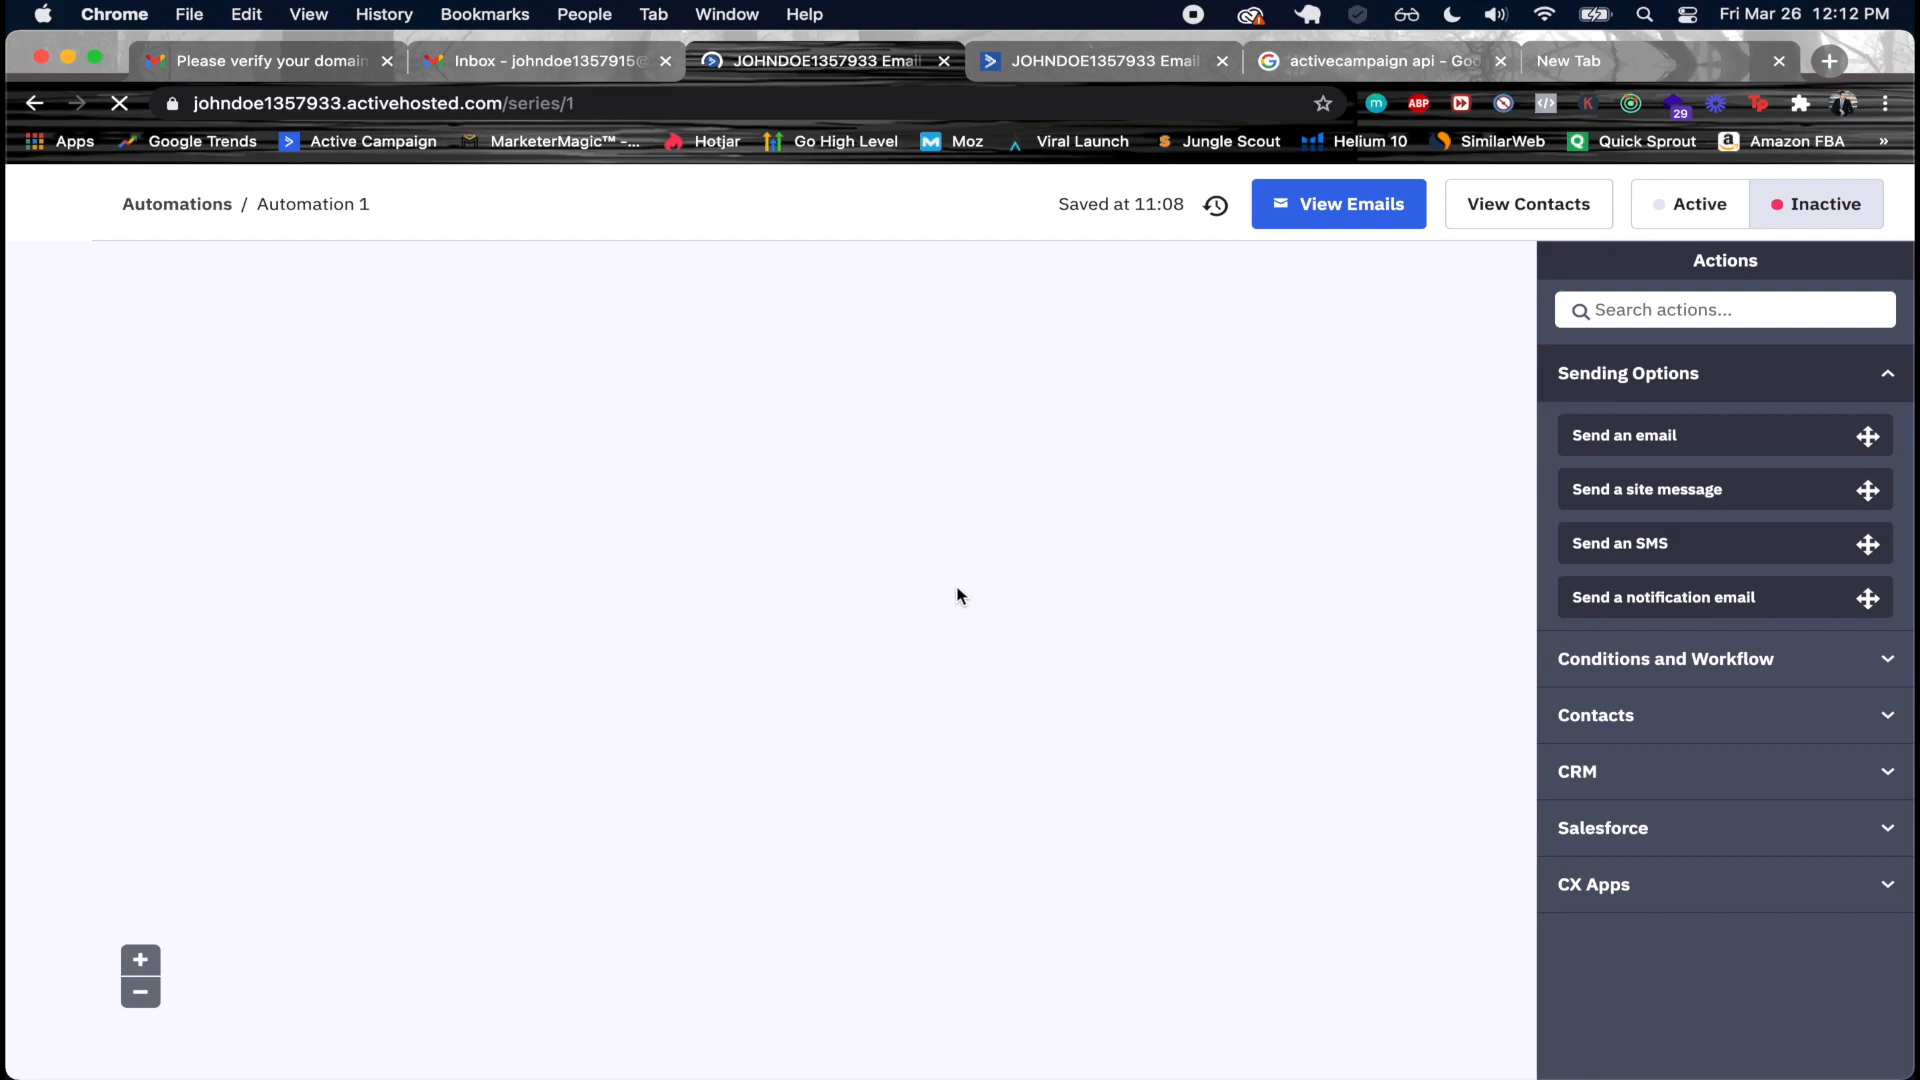 Chrome File Edit View History Bookmarks People Tab Window Help Fri Mar 26 12:12 PM
Please verify your domain Inbox - johndoe1357915@ JOHNDOE1357933 Email JOHNDOE1357933 Email activecampaign api - Goo New Tab
johndoe1357933.activehosted.com/series/1 ABP K 29 Tp
Apps Google Trends Active Campaign MarketerMagic™ -... Hotjar Go High Level Moz Viral Launch Jungle Scout Helium 10 SimilarWeb Quick Sprout Amazon FBA »
Automations / Automation 1 Saved at 11:08 View Emails View Contacts Active Inactive
Actions
Search actions...
Sending Options
Send an email
Send a site message
Send an SMS
Send a notification email
Conditions and Workflow
Contacts
CRM
Salesforce
CX Apps
+
−